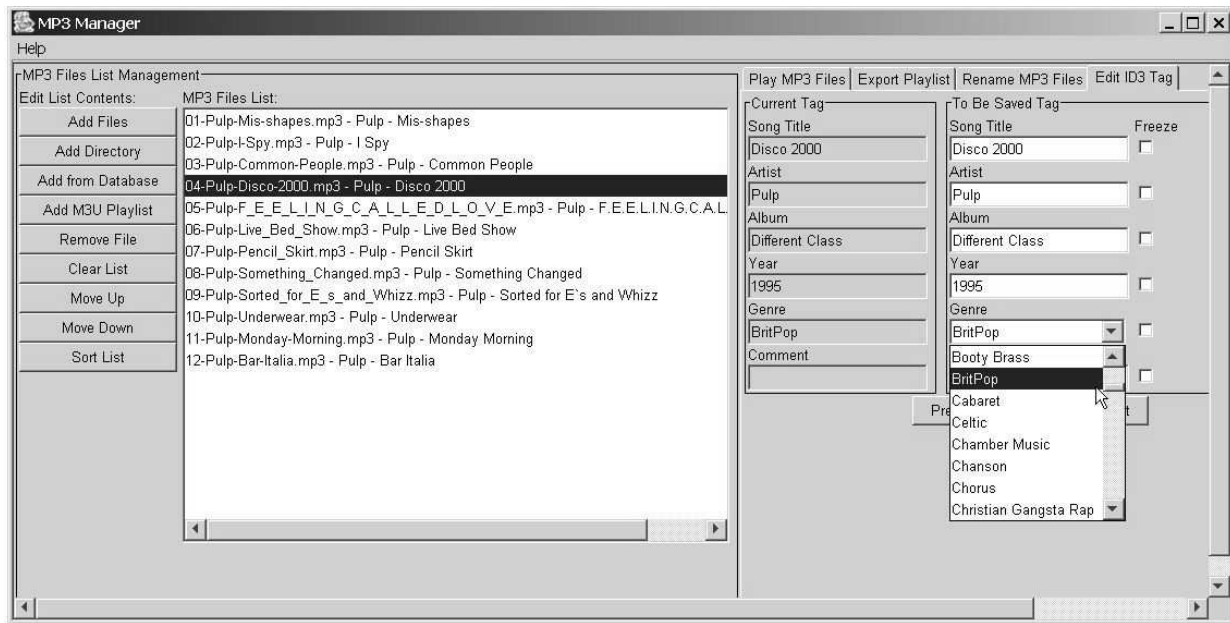 MP3 Manager
Help
MP3 Files List Management
Edit List Contents:
Add Files
Add Directory
Add from Database
Add M3U Playlist
Remove File
Clear List
Move Up
Move Down
Sort List
MP3 Files List:
01-Pulp-Mis-shapes.mp3 - Pulp - Mis-shapes
02-Pulp-I-Spy.mp3 - Pulp - I Spy
03-Pulp-Common-People.mp3 - Pulp - Common People
04-Pulp-Disco-2000.mp3 - Pulp - Disco 2000
05-Pulp-F_E_E_L_I_N_G_C_A_L_L_E_D_L_O_V_E.mp3 - Pulp - F.E.E.L.I.N.G.C.A.L.
06-Pulp-Live_Bed_Show.mp3 - Pulp - Live Bed Show
07-Pulp-Pencil_Skirt.mp3 - Pulp - Pencil Skirt
08-Pulp-Something_Changed.mp3 - Pulp - Something Changed
09-Pulp-Sorted_for_E_s_and_Whizz.mp3 - Pulp - Sorted for E`s and Whizz
10-Pulp-Underwear.mp3 - Pulp - Underwear
11-Pulp-Monday-Morning.mp3 - Pulp - Monday Morning
12-Pulp-Bar-Italia.mp3 - Pulp - Bar Italia
Play MP3 Files
Export Playlist
Rename MP3 Files
Edit ID3 Tag
Current Tag
Song Title
Disco 2000
Artist
Pulp
Album
Different Class
Year
1995
Genre
BritPop
Comment
To Be Saved Tag
Song Title
Freeze
Disco 2000
Artist
Pulp
Album
Different Class
Year
1995
Genre
BritPop
Booty Brass
BritPop
Cabaret
Celtic
Chamber Music
Chanson
Chorus
Christian Gangsta Rap